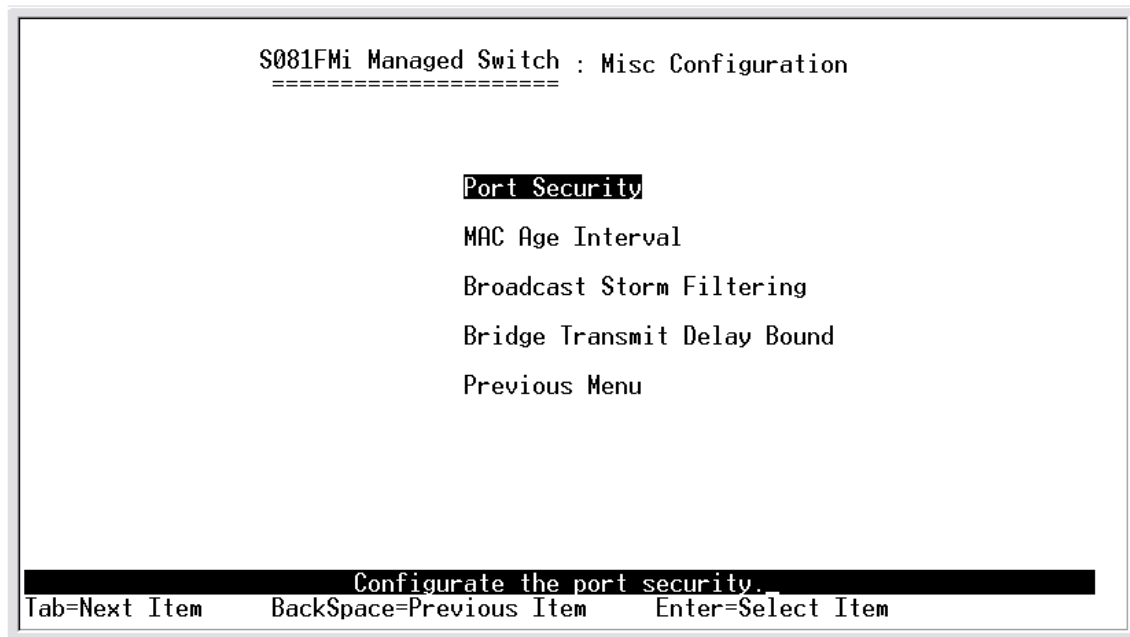 S081FMi Managed Switch : Misc Configuration
=====================
Port Security
MAC Age Interval
Broadcast Storm Filtering
Bridge Transmit Delay Bound
Previous Menu
Configurate the port security._
Tab=Next Item BackSpace=Previous Item Enter=Select Item